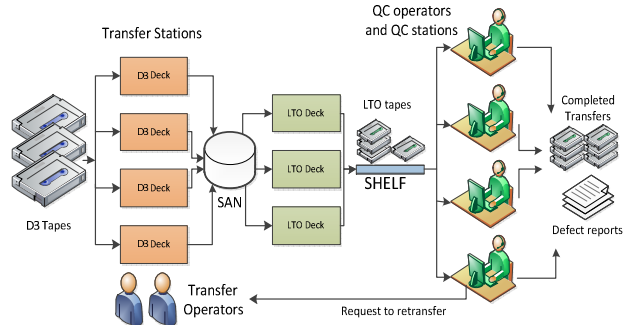 Transfer Stations
QC operators
and QC stations
D3 Deck
D3 Deck
D3 Deck
D3 Deck
D3 Tapes
SAN
LTO Deck
LTO Deck
LTO Deck
LTO tapes
SHELF
Completed
Transfers
Defect reports
Transfer
Operators
Request to retransfer